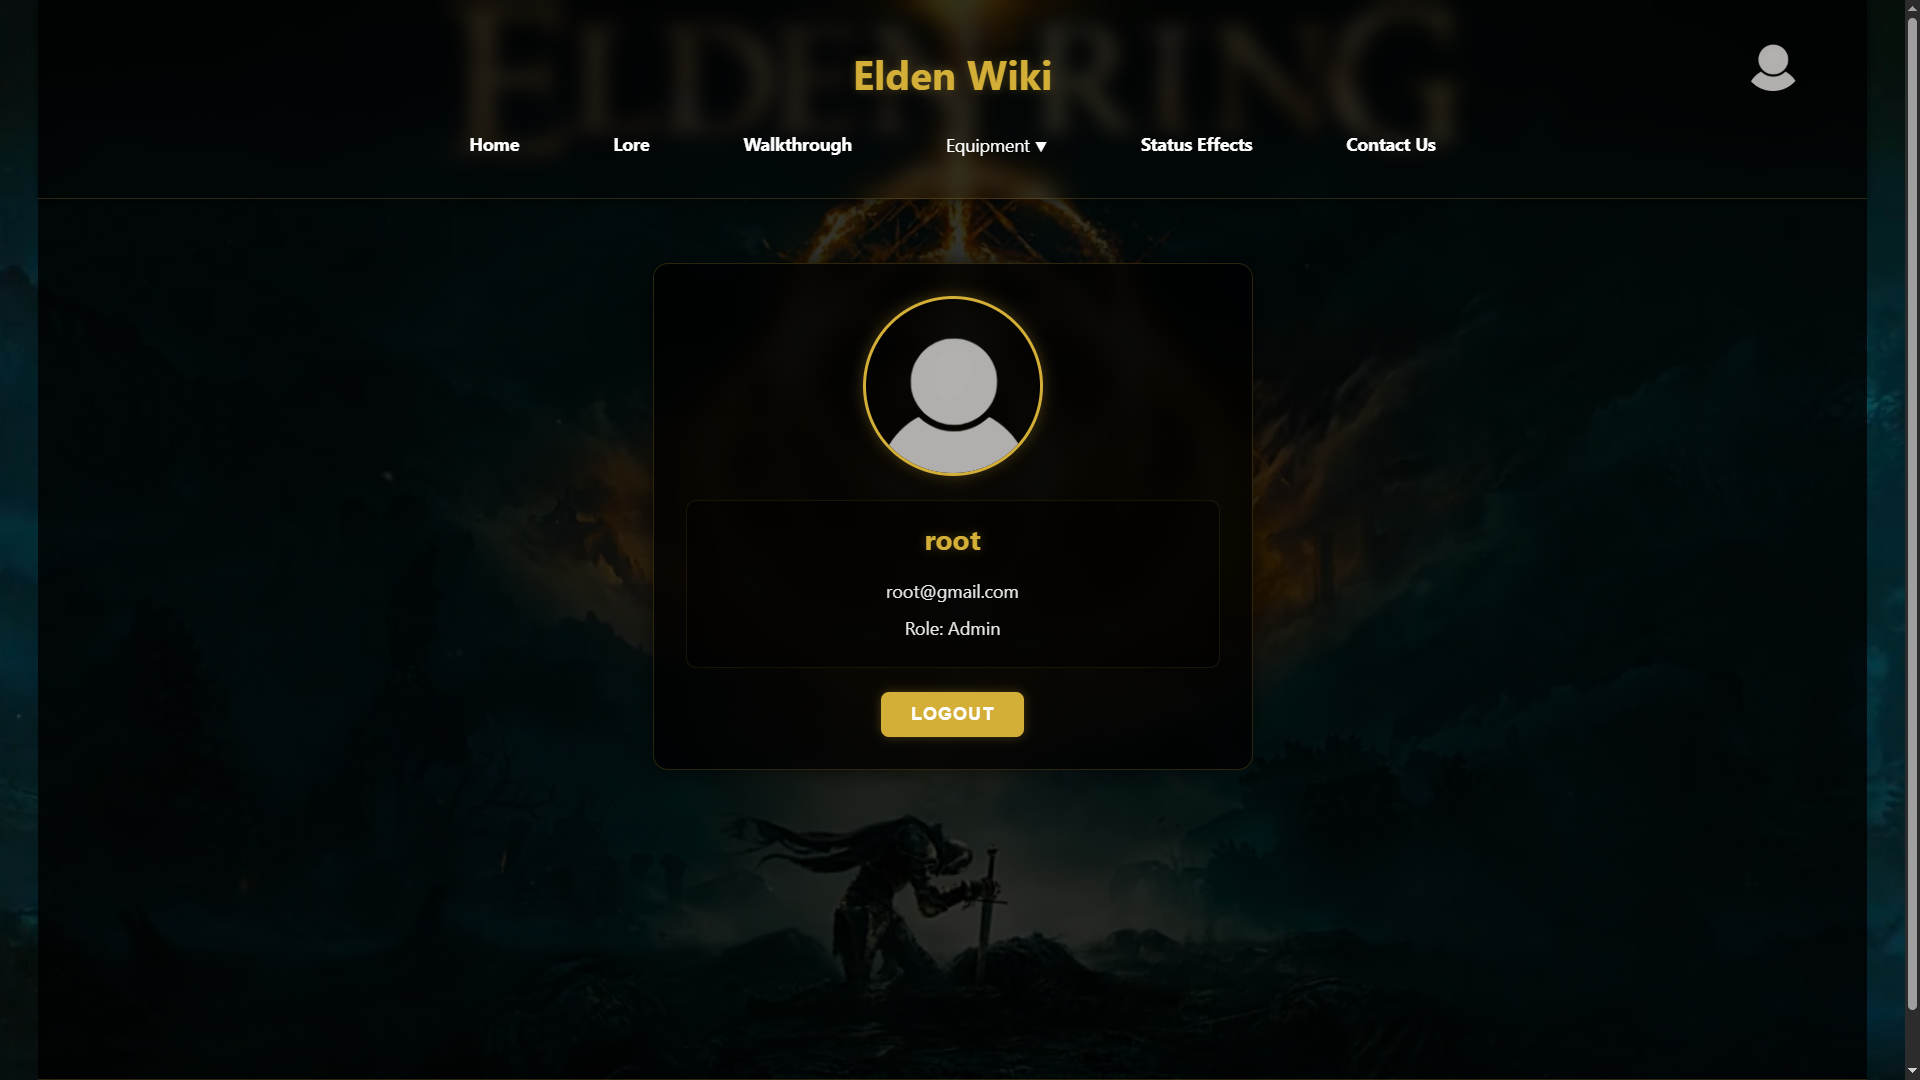 ELDEN RING
Elden Wiki
Home
Lore
Walkthrough
Equipment ▼
Status Effects
Contact Us
root
root@gmail.com
Role: Admin
LOGOUT